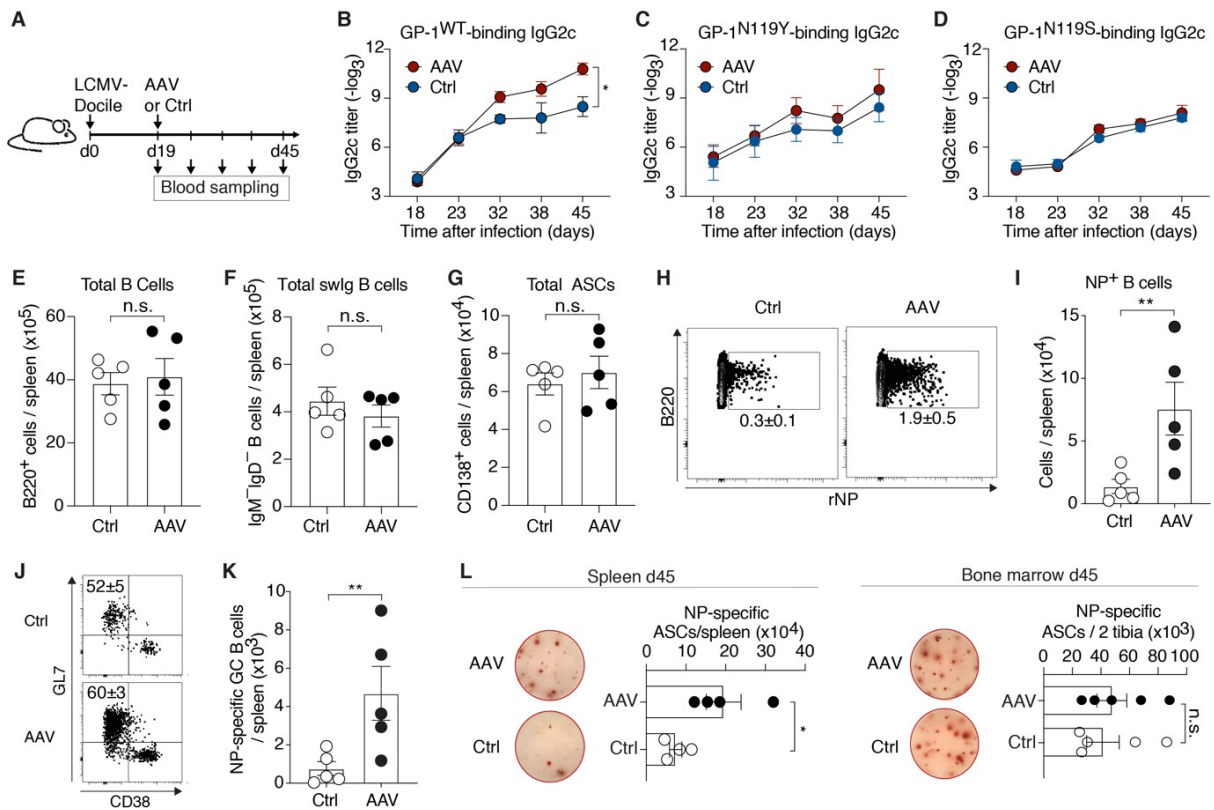 A
LCMV-
Docile
AAV
or Ctrl
d0
d19
d45
Blood sampling
B
GP-1WT-binding IgG2c
IgG2c titer (-log3)
12
9
6
3
AAV
Ctrl
*
18 23 32 38 45
Time after infection (days)
C
GP-1N119Y-binding IgG2c
IgG2c titer (-log3)
12
9
6
3
AAV
Ctrl
18 23 32 38 45
Time after infection (days)
D
GP-1N119S-binding IgG2c
IgG2c titer (-log3)
12
9
6
3
AAV
Ctrl
18 23 32 38 45
Time after infection (days)
E
Total B Cells
n.s.
B220+ cells / spleen (x105)
60
40
20
0
Ctrl AAV
F
Total swIg B cells
n.s.
IgM−IgD− B cells / spleen (x105)
8
6
4
2
0
Ctrl AAV
G
Total ASCs
n.s.
CD138+ cells / spleen (x104)
10
8
6
4
2
0
Ctrl AAV
H
Ctrl
AAV
B220
0.3±0.1
1.9±0.5
rNP
I
NP+ B cells
**
Cells / spleen (x104)
15
10
5
0
Ctrl AAV
J
Ctrl
52±5
GL7
AAV
60±3
CD38
K
**
NP-specific GC B cells
/ spleen (x103)
10
8
6
4
2
0
Ctrl AAV
L
Spleen d45
NP-specific
ASCs/spleen (x104)
0 10 20 30 40
AAV
AAV
Ctrl
Ctrl
*
Bone marrow d45
NP-specific
ASCs / 2 tibia (x103)
0 20 40 60 80 100
AAV
AAV
Ctrl
Ctrl
n.s.